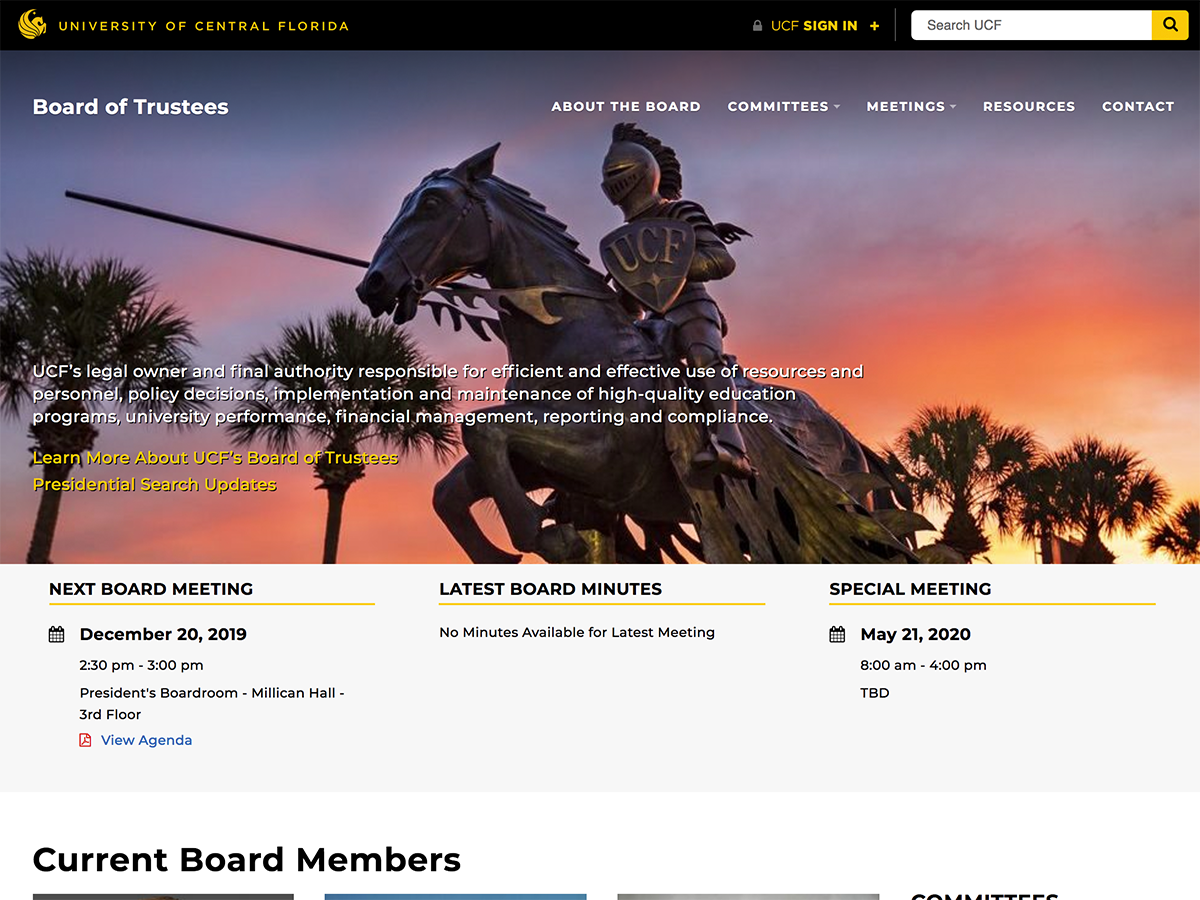 UNIVERSITY OF CENTRAL FLORIDA
UCF SIGN IN +
Search UCF
Board of Trustees
ABOUT THE BOARD
COMMITTEES
MEETINGS
RESOURCES
CONTACT
UCF
UCF's legal owner and final authority responsible for efficient and effective use of resources and
personnel, policy decisions, implementation and maintenance of high-quality education
programs, university performance, financial management, reporting and compliance.
Learn More About UCF's Board of Trustees
Presidential Search Updates
NEXT BOARD MEETING
December 20, 2019
2:30 pm - 3:00 pm
President's Boardroom - Millican Hall -
3rd Floor
View Agenda
LATEST BOARD MINUTES
No Minutes Available for Latest Meeting
SPECIAL MEETING
May 21, 2020
8:00 am - 4:00 pm
TBD
Current Board Members
COMMITTEES